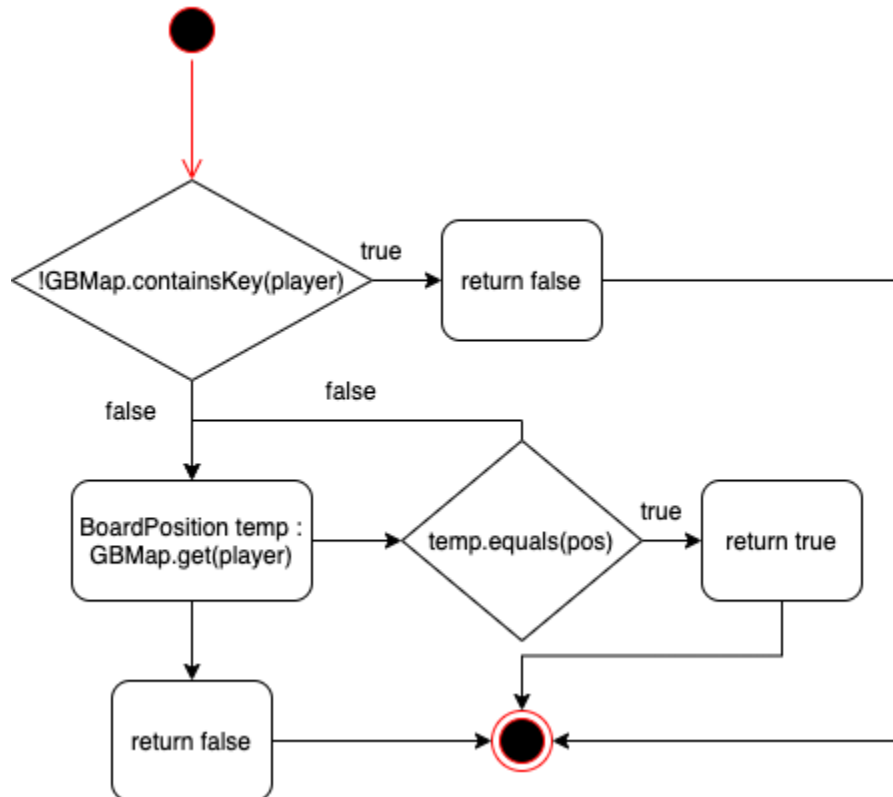 !GBMap.containsKey(player)
true
return false
false
false
BoardPosition temp :
GBMap.get(player)
temp.equals(pos)
true
return true
return false